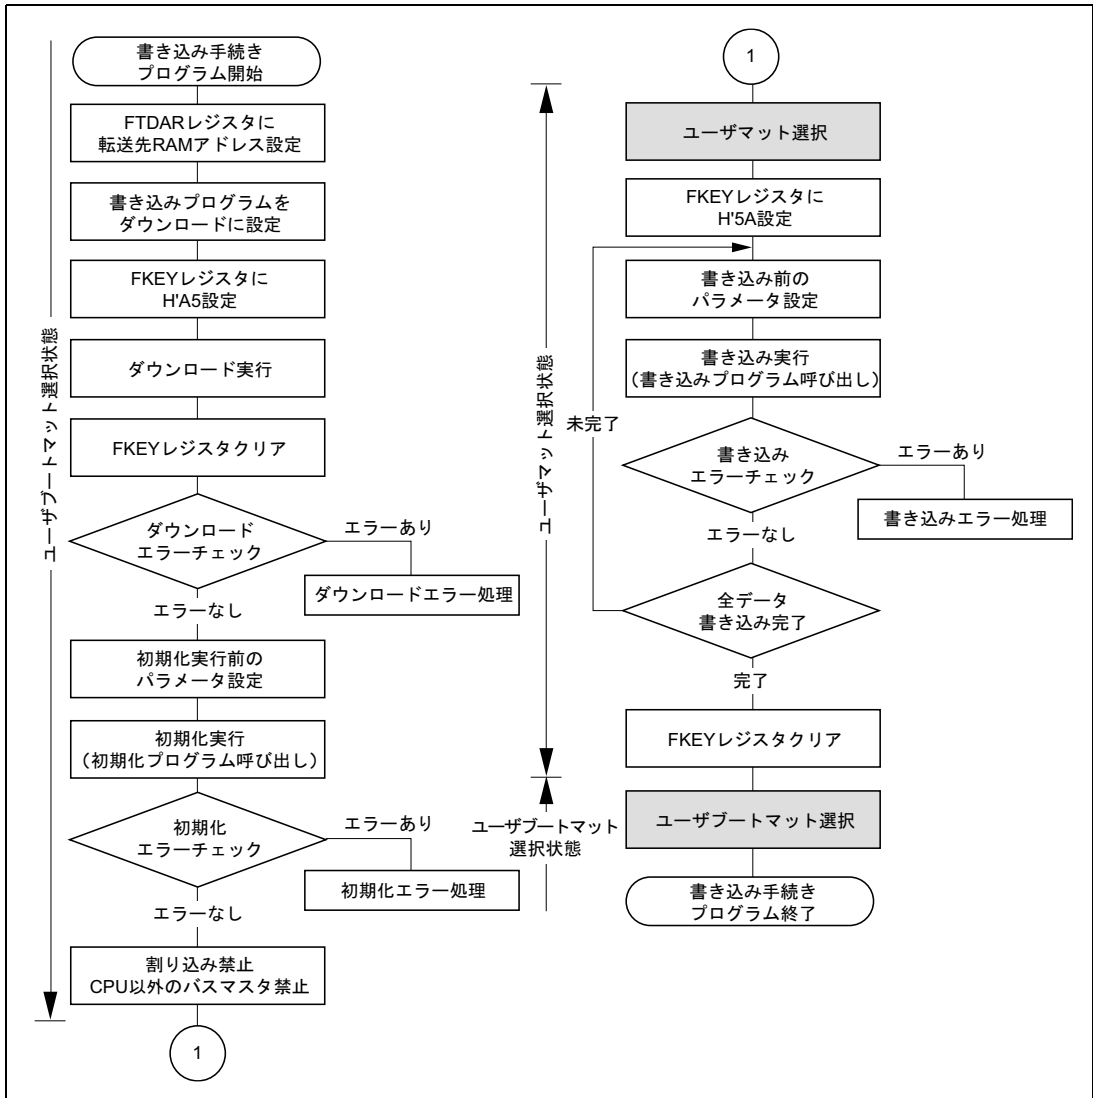 書き込み手続き
プログラム開始
FTDARレジスタに
転送先RAMアドレス設定
書き込みプログラムを
ダウンロードに設定
FKEYレジスタに
H'A5設定
ダウンロード実行
FKEYレジスタクリア
ダウンロード
エラーチェック
エラーあり
ダウンロードエラー処理
エラーなし
初期化実行前の
パラメータ設定
初期化実行
（初期化プログラム呼び出し）
初期化
エラーチェック
エラーあり
初期化エラー処理
エラーなし
割り込み禁止
CPU以外のバスマスタ禁止
1
ユーザブートマット選択状態
1
ユーザマット選択
FKEYレジスタに
H'5A設定
書き込み前の
パラメータ設定
書き込み実行
（書き込みプログラム呼び出し）
未完了
書き込み
エラーチェック
エラーあり
書き込みエラー処理
エラーなし
全データ
書き込み完了
完了
FKEYレジスタクリア
ユーザブートマット選択
書き込み手続き
プログラム終了
ユーザマット選択状態
ユーザブートマット
選択状態